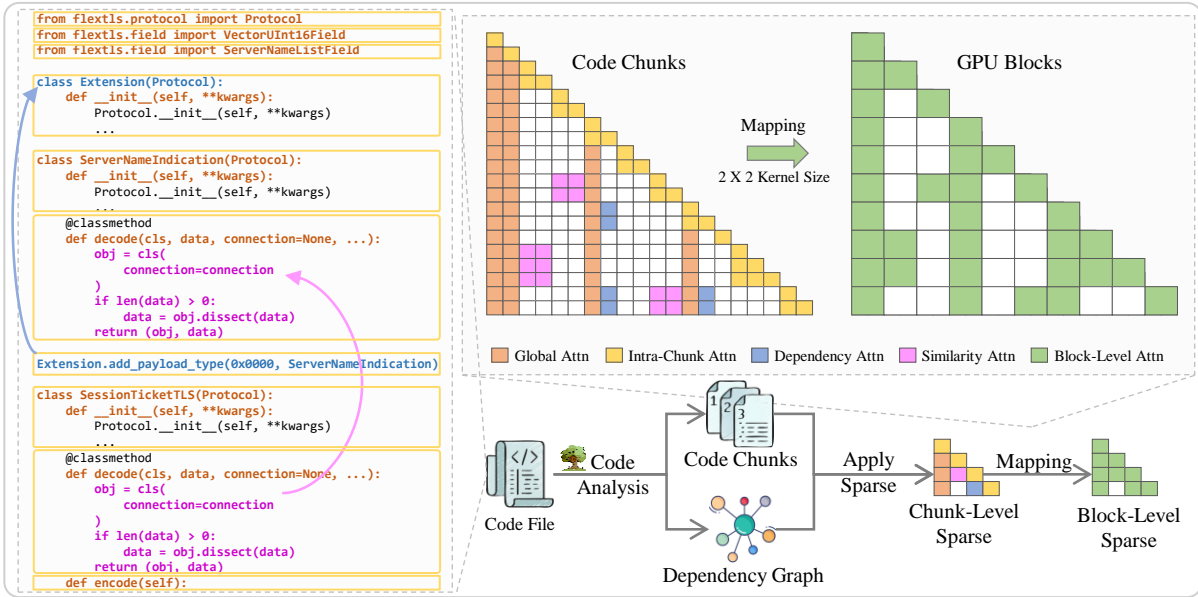 from flextls.protocol import Protocol
from flextls.field import VectorUInt16Field
from flextls.field import ServerNameListField
class Extension(Protocol):
    def __init__(self, **kwargs):
        Protocol.__init__(self, **kwargs)
        ...
class ServerNameIndication(Protocol):
    def __init__(self, **kwargs):
        Protocol.__init__(self, **kwargs)
        ...
    @classmethod
    def decode(cls, data, connection=None, ...):
        obj = cls(
            connection=connection
        )
        if len(data) > 0:
            data = obj.dissect(data)
        return (obj, data)
Extension.add_payload_type(0x0000, ServerNameIndication)
class SessionTicketTLS(Protocol):
    def __init__(self, **kwargs):
        Protocol.__init__(self, **kwargs)
        ...
    @classmethod
    def decode(cls, data, connection=None, ...):
        obj = cls(
            connection=connection
        )
        if len(data) > 0:
            data = obj.dissect(data)
        return (obj, data)
    def encode(self):
Code Chunks
Mapping
2 X 2 Kernel Size
GPU Blocks
Global Attn
Intra-Chunk Attn
Dependency Attn
Similarity Attn
Block-Level Attn
</>
Code File
Code
Analysis
1
2
3
Code Chunks
Dependency Graph
Apply
Sparse
Chunk-Level
Sparse
Mapping
Block-Level
Sparse